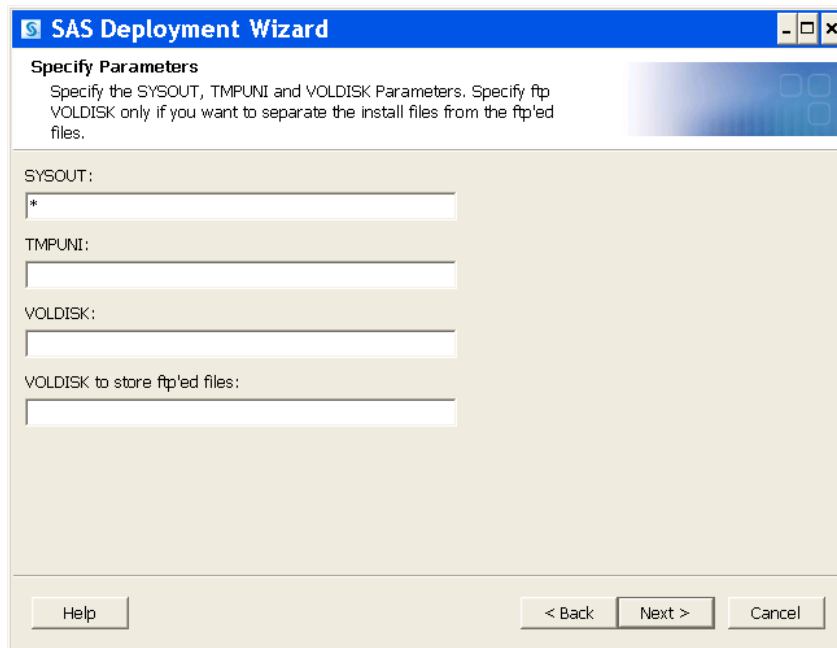 SAS Deployment Wizard
Specify Parameters
Specify the SYSOUT, TMPUNI and VOLDISK Parameters. Specify ftp
VOLDISK only if you want to separate the install files from the ftp'ed
files.
SYSOUT:
*
TMPUNI:
VOLDISK:
VOLDISK to store ftp'ed files:
Help
< Back
Next >
Cancel